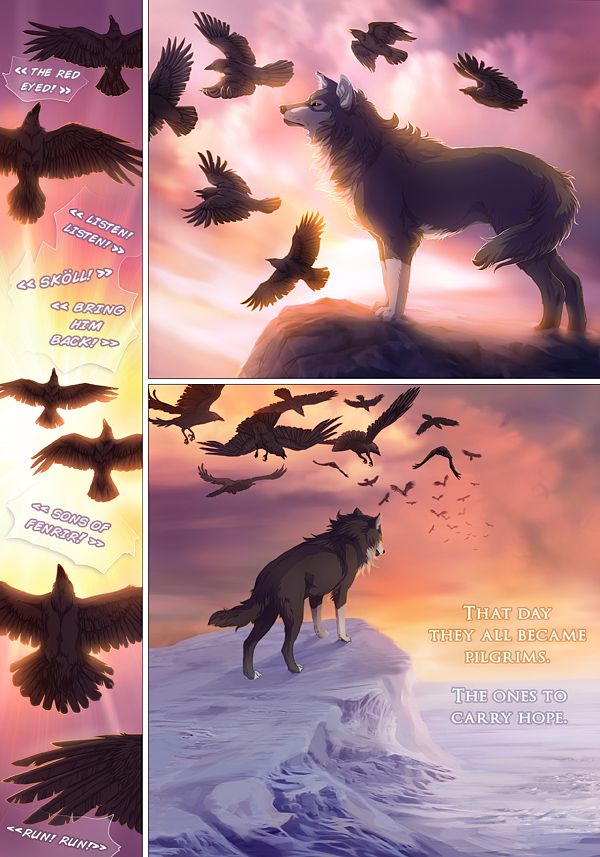 << THE RED
EYED! >>
<< LISTEN!
LISTEN! >>
<< SKÖLL! >>
<< BRING
HIM
BACK! >>
<< SONS OF
FENRIR! >>
<<RUN! RUN!>>
THAT DAY
THEY ALL BECAME
PILGRIMS.
THE ONES TO
CARRY HOPE.